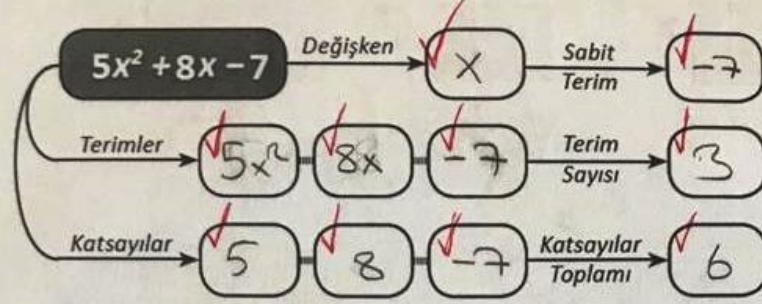 5x² + 8x – 7 Değişken x Sabit Terim -7
Terimler 5x² 8x -7 Terim Sayısı 3
Katsayılar 5 8 -7 Katsayılar Toplamı 6